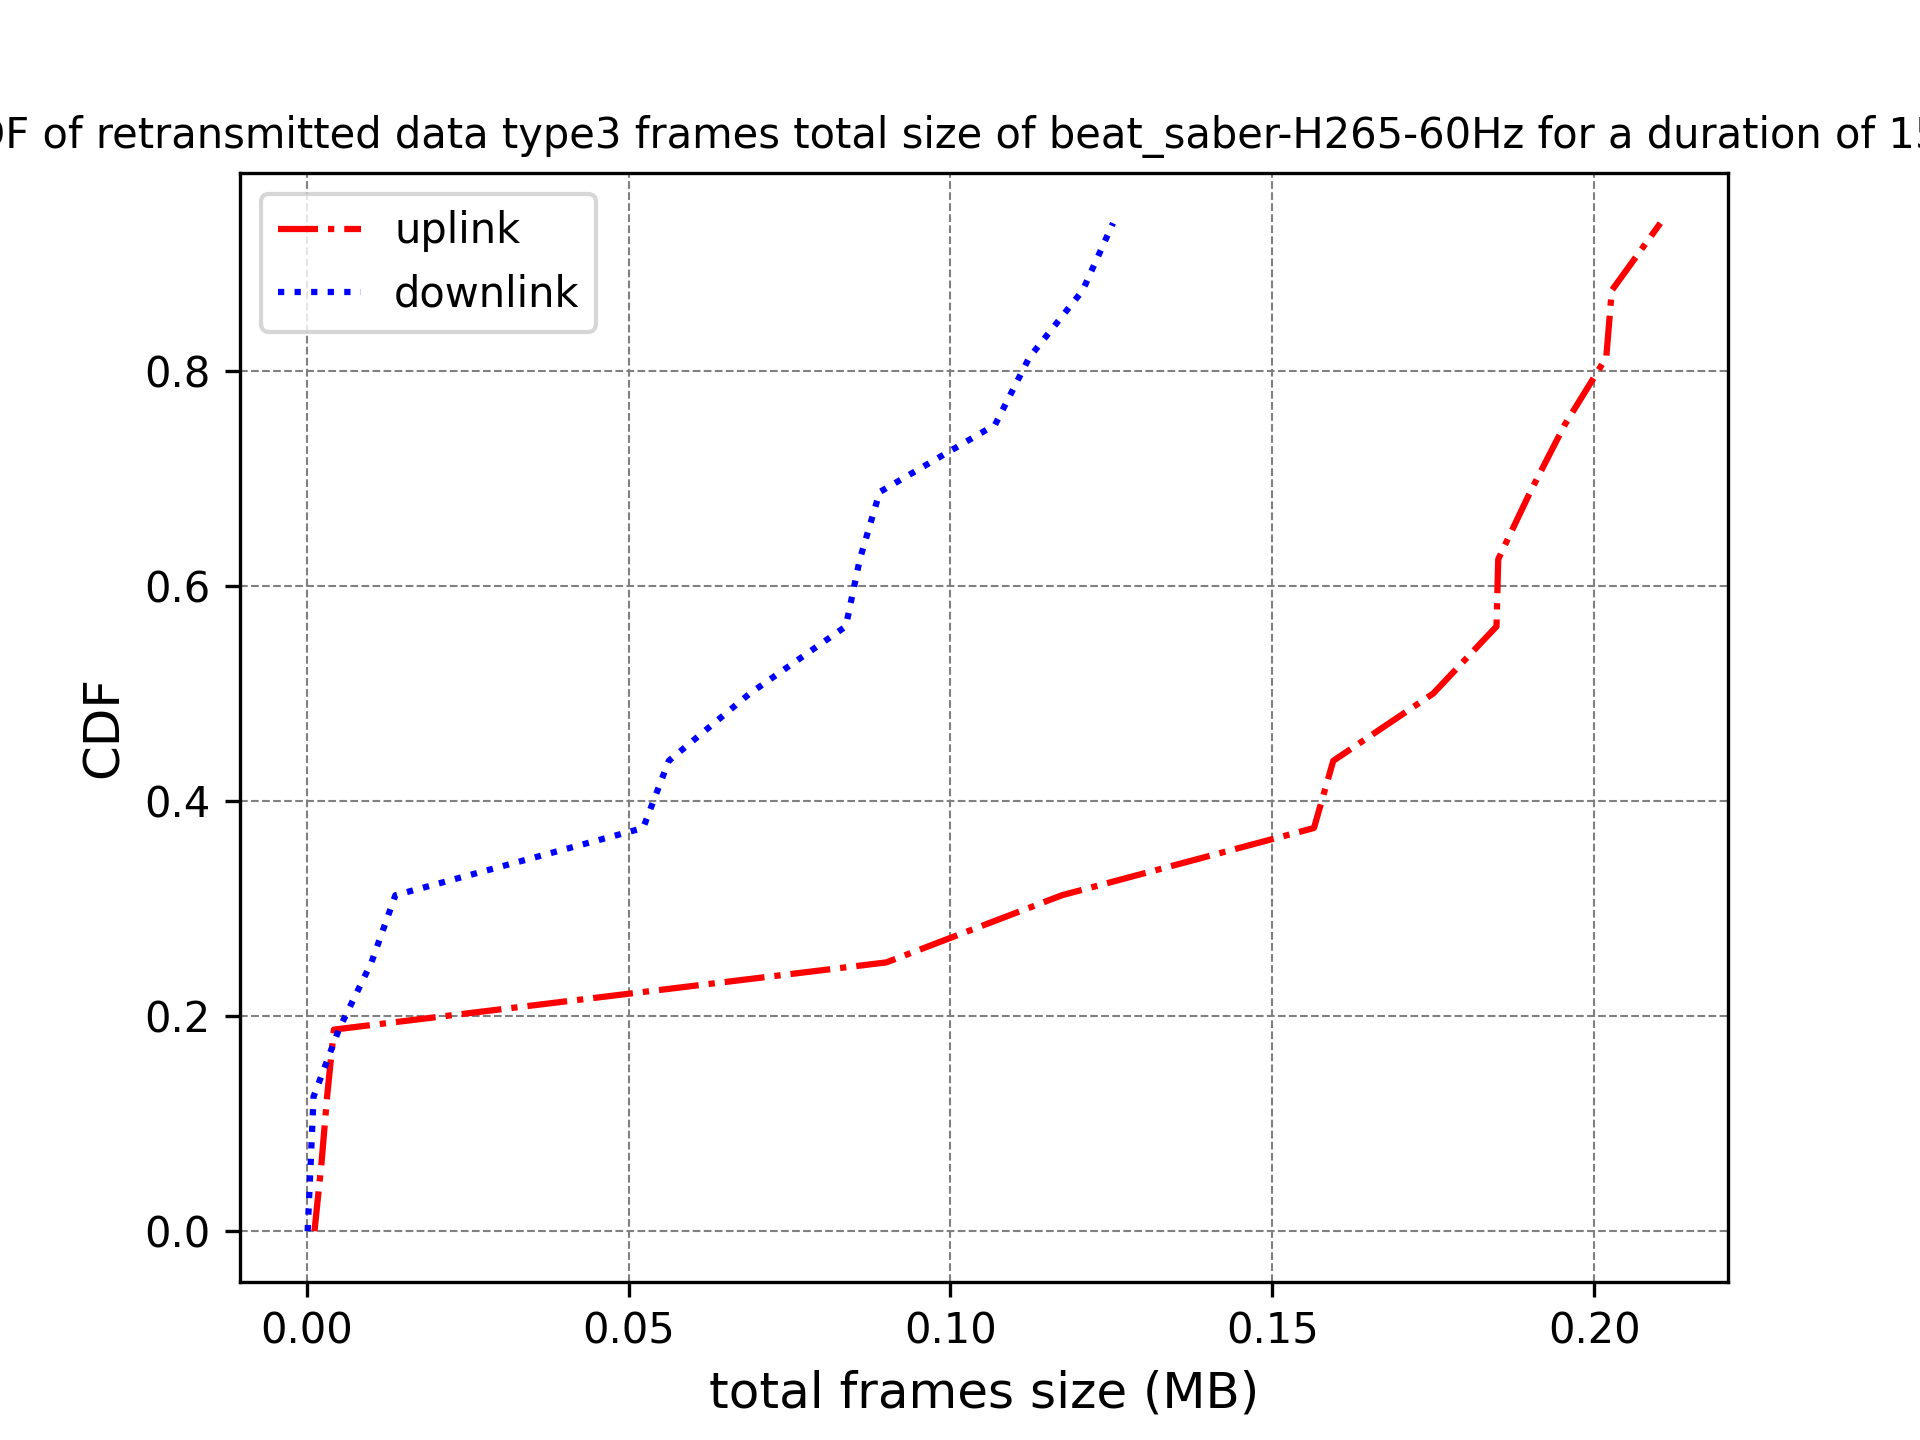 of retransmitted data type3 frames total size of beat_saber-H265-60Hz for a duration of
uplink
downlink
CDF
0.8
0.6
0.4
0.2
0.0
0.00 0.05 0.10 0.15 0.20
total frames size (MB)